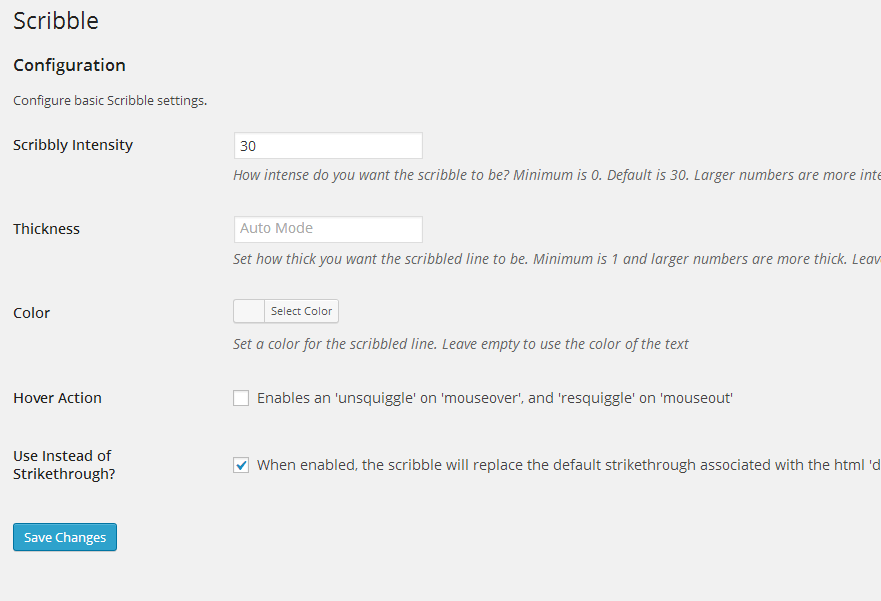 Scribble
Configuration
Configure basic Scribble settings.
Scribbly Intensity
30
How intense do you want the scribble to be? Minimum is 0. Default is 30. Larger numbers are more inte
Thickness
Auto Mode
Set how thick you want the scribbled line to be. Minimum is 1 and larger numbers are more thick. Leav
Color
Select Color
Set a color for the scribbled line. Leave empty to use the color of the text
Hover Action
Enables an 'unsquiggle' on 'mouseover', and 'resquiggle' on 'mouseout'
Use Instead of
Strikethrough?
When enabled, the scribble will replace the default strikethrough associated with the html 'd
Save Changes